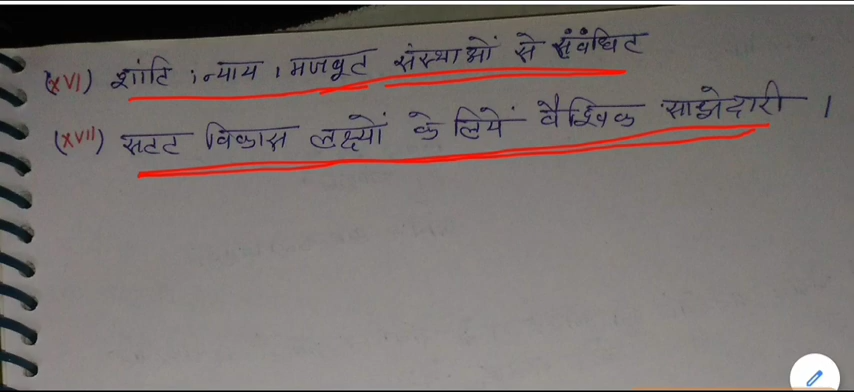 (XVI) शांति, न्याय, मजबूत संस्थाओं से संबंधित
(XVII) सतत विकास लक्ष्यों के लिये वैश्विक साझेदारी ।